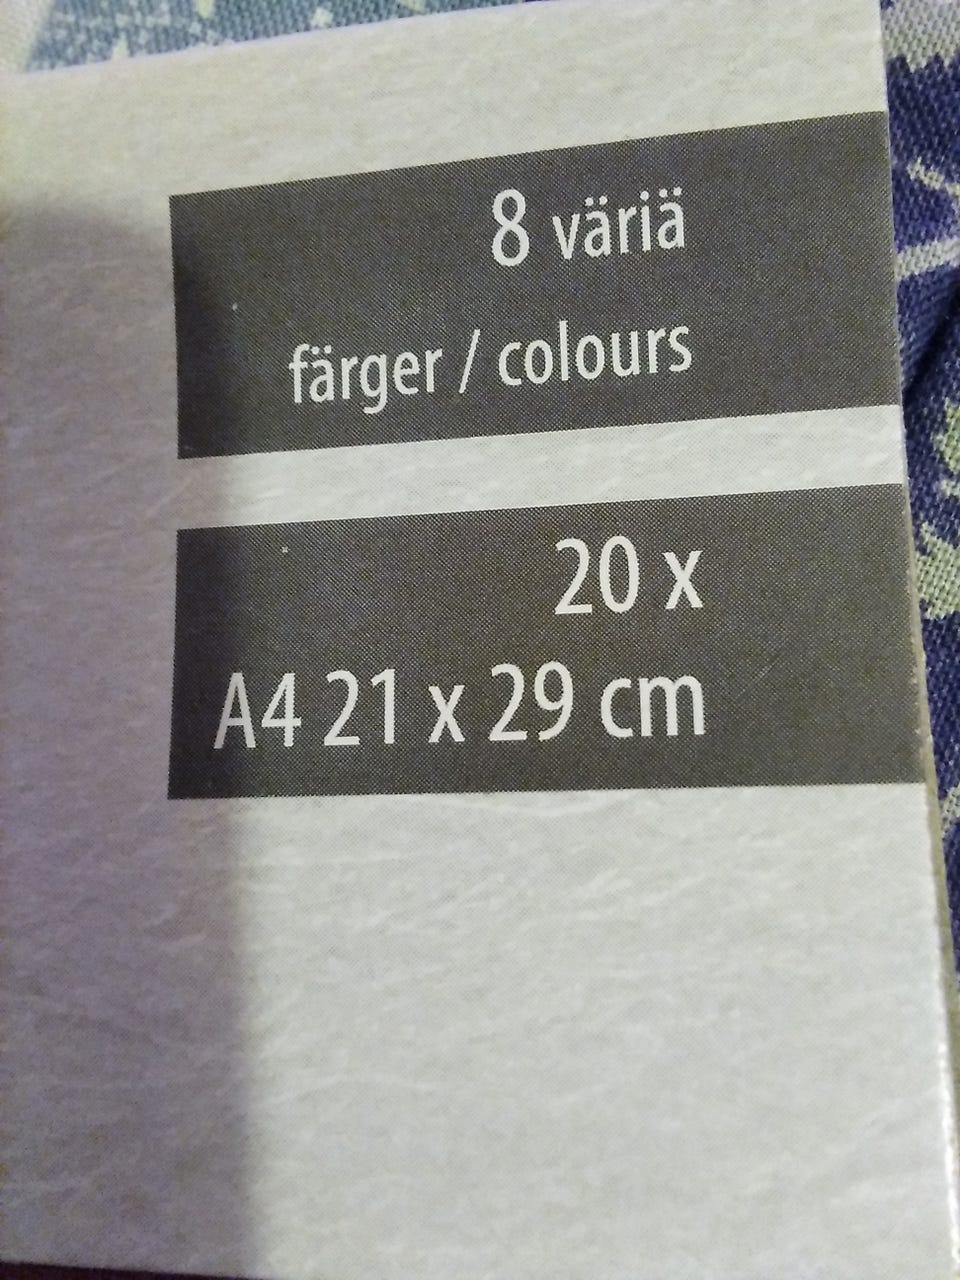 8 väriä
färger / colours
20 x
A4 21 x 29 cm